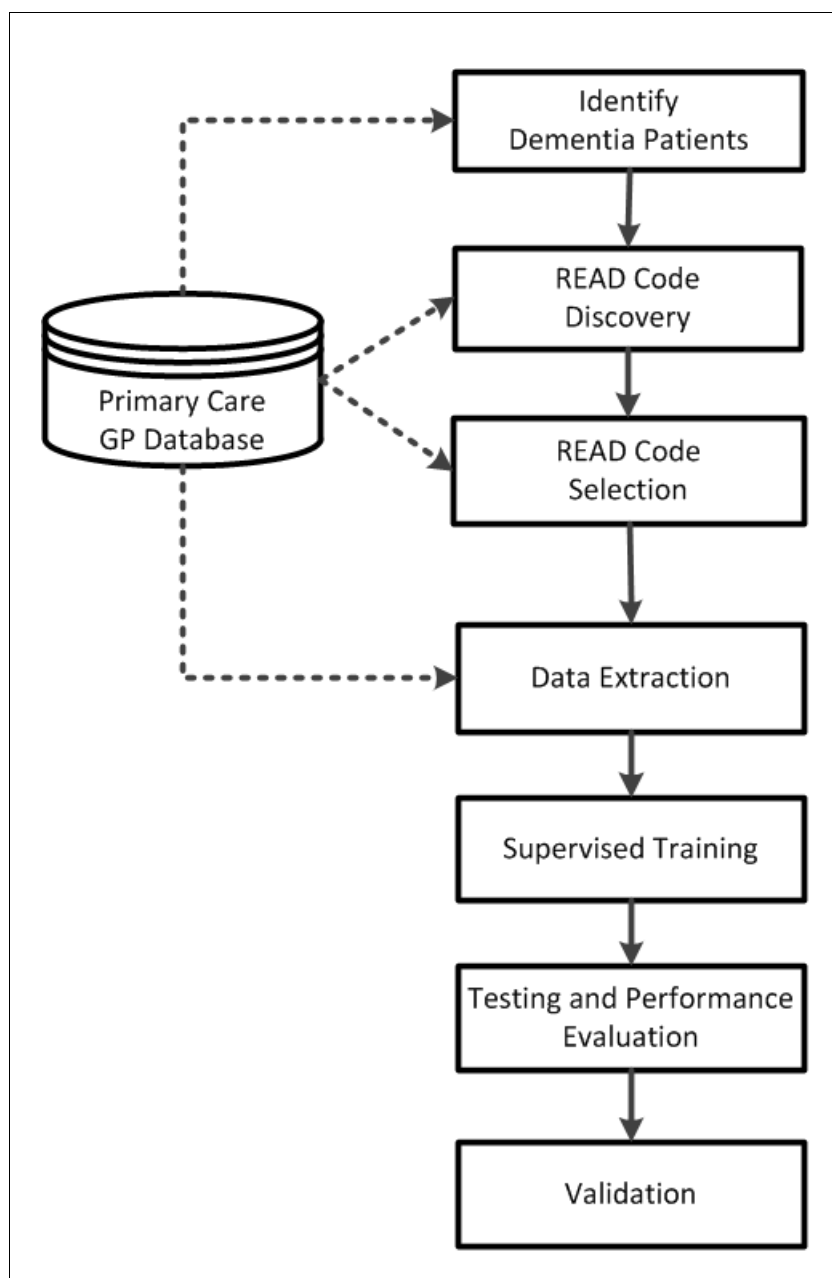 Identify
Dementia Patients
READ Code
Discovery
Primary Care
GP Database
READ Code
Selection
Data Extraction
Supervised Training
Testing and Performance
Evaluation
Validation